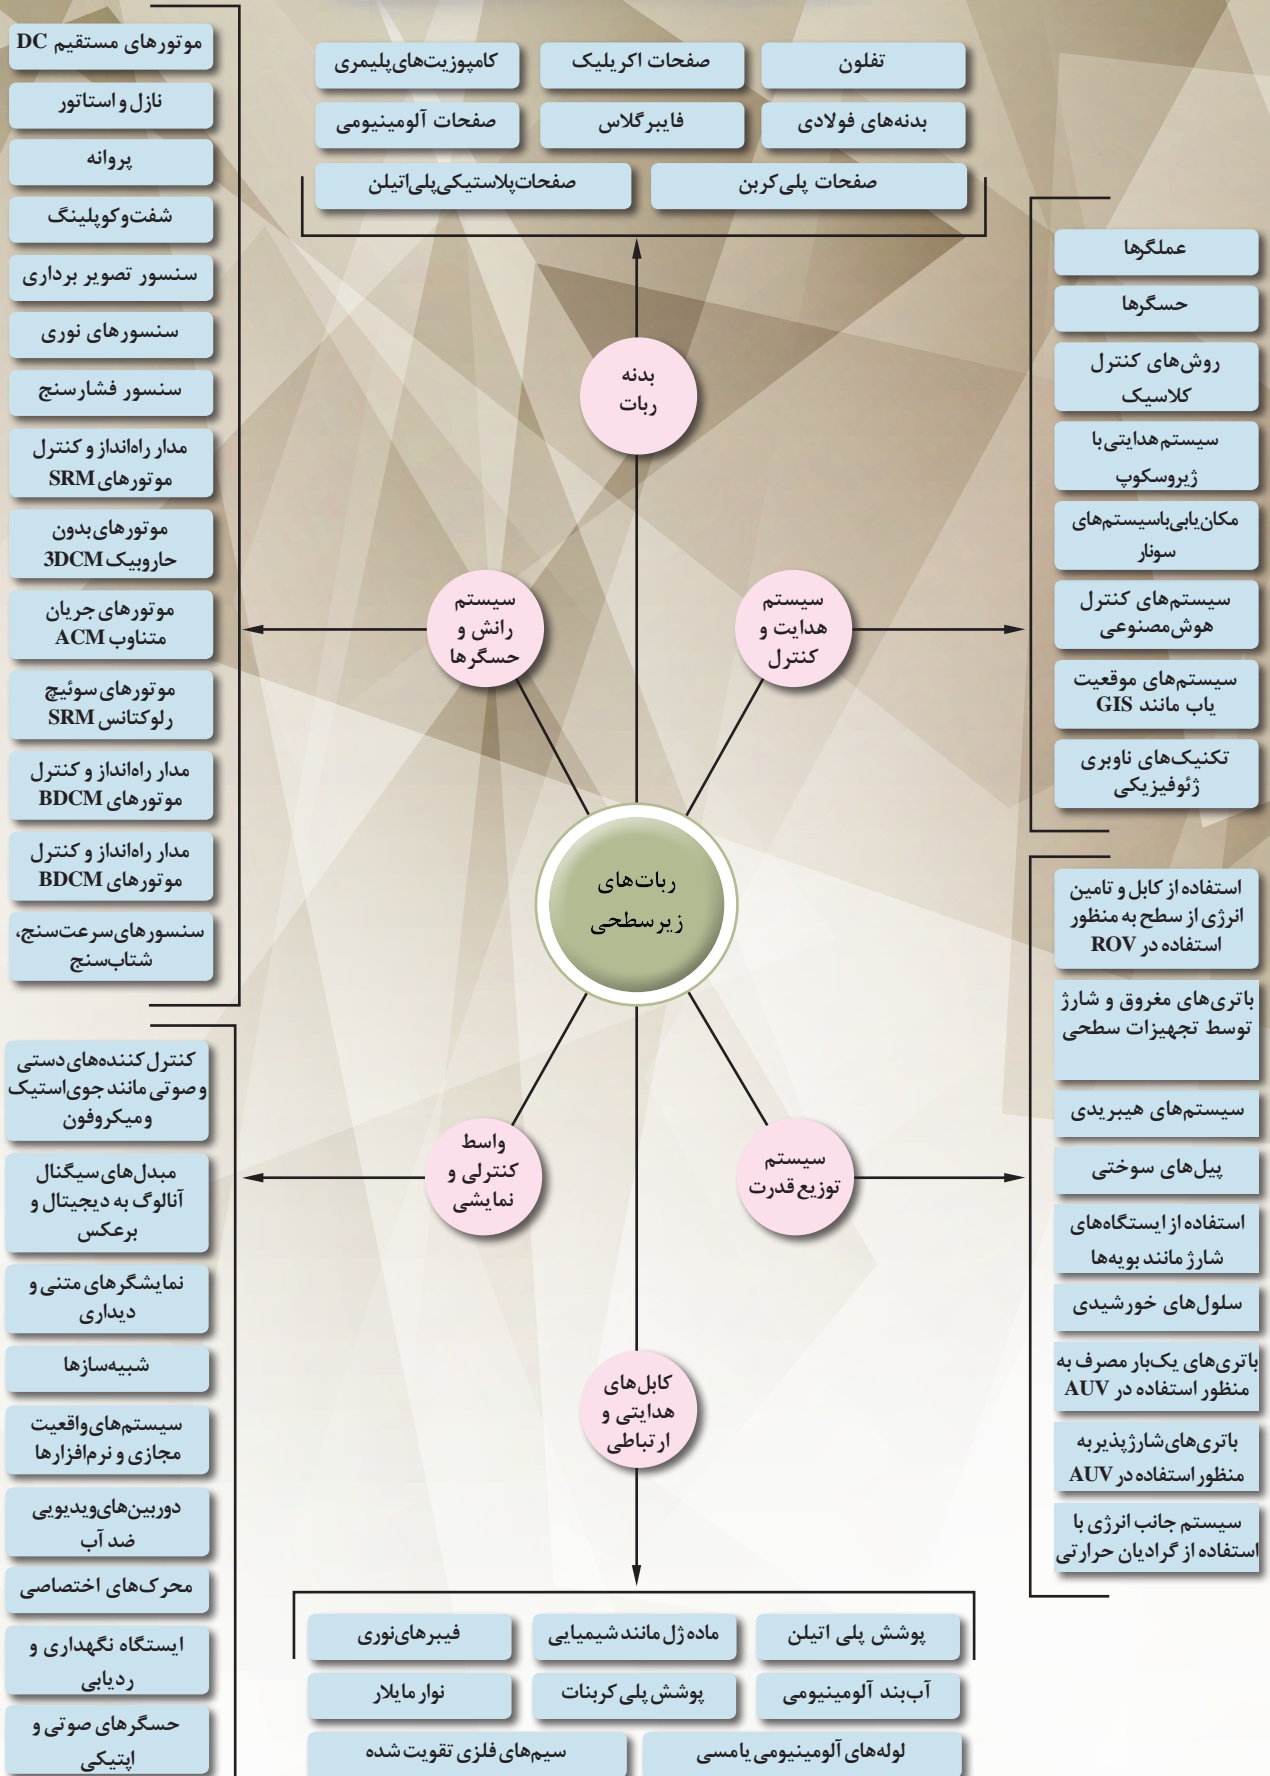 تفلون
صفحات اکریلیک
کامپوزیت‌های پلیمری
بدنه‌های فولادی
فایبرگلاس
صفحات آلومینیومی
صفحات پلی کربن
صفحات پلاستیکی پلی اتیلن
بدنه
ربات
عملگرها
حسگرها
روش‌های کنترل
کلاسیک
سیستم هدایتی با
ژیروسکوپ
مکان‌یابی با سیستم‌های
سونار
سیستم‌های کنترل
هوش مصنوعی
سیستم‌های موقعیت
یاب مانند GIS
تکنیک‌های ناوبری
ژئوفیزیکی
سیستم
هدایت و
کنترل
سیستم
رانش و
حسگرها
موتورهای مستقیم DC
نازل و استاتور
پروانه
شفت و کوپلینگ
سنسور تصویر برداری
سنسورهای نوری
سنسور فشارسنج
مدار راه‌انداز و کنترل
موتورهای SRM
موتورهای بدون
جاروبیک 3DCM
موتورهای جریان
متناوب ACM
موتورهای سوئیچ
رلوکتانس SRM
مدار راه‌انداز و کنترل
موتورهای BDCM
مدار راه‌انداز و کنترل
موتورهای BDCM
سنسورهای سرعت سنج،
شتاب‌سنج
ربات‌های
زیرسطحی
استفاده از کابل و تامین
انرژی از سطح به منظور
استفاده در ROV
باتری‌های مغروق و شارژ
توسط تجهیزات سطحی
سیستم‌های هیبریدی
پیل‌های سوختی
استفاده از ایستگاه‌های
شارژ مانند بویه‌ها
سلول‌های خورشیدی
باتری‌های یک‌بار مصرف به
منظور استفاده در AUV
باتری‌های شارژپذیر به
منظور استفاده در AUV
سیستم جانب انرژی با
استفاده از گرادیان حرارتی
سیستم
توزیع قدرت
واسط
کنترلی و
نمایشی
کنترل کننده‌های دستی
و صوتی مانند جوی استیک
و میکروفون
مبدل‌های سیگنال
آنالوگ به دیجیتال و
برعکس
نمایشگرهای متنی و
دیداری
شبیه‌سازها
سیستم‌های واقعیت
مجازی و نرم‌افزارها
دوربین‌های ویدیویی
ضد آب
محرک‌های اختصاصی
ایستگاه نگهداری و
ردیابی
حسگرهای صوتی و
اپتیکی
کابل‌های
هدایتی و
ارتباطی
پوشش پلی اتیلن
ماده ژل مانند شیمیایی
فیبرهای نوری
آب‌بند آلومینیومی
پوشش پلی کربنات
نوار مایلار
لوله‌های آلومینیومی یا مسی
سیم‌های فلزی تقویت شده